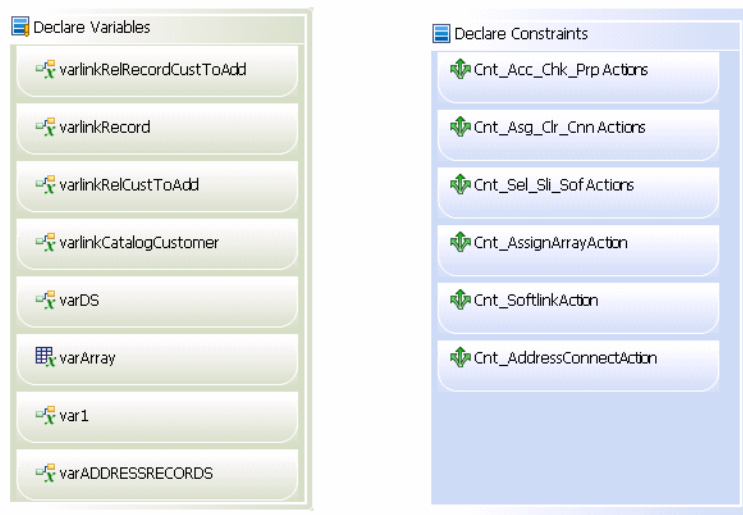 Declare Variables
varlinkRelRecordCustToAdd
varlinkRecord
varlinkRelCustToAdd
varlinkCatalogCustomer
varDS
varArray
var1
varADDRESSRECORDS
Declare Constraints
Cnt_Acc_Chk_Prp Actions
Cnt_Asg_Clr_Cnn Actions
Cnt_Sel_Sli_Sof Actions
Cnt_AssignArrayAction
Cnt_SoftlinkAction
Cnt_AddressConnectAction